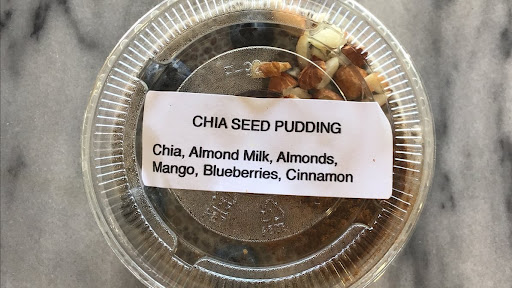 CHIA SEED PUDDING
Chia, Almond Milk, Almonds,
Mango, Blueberries, Cinnamon